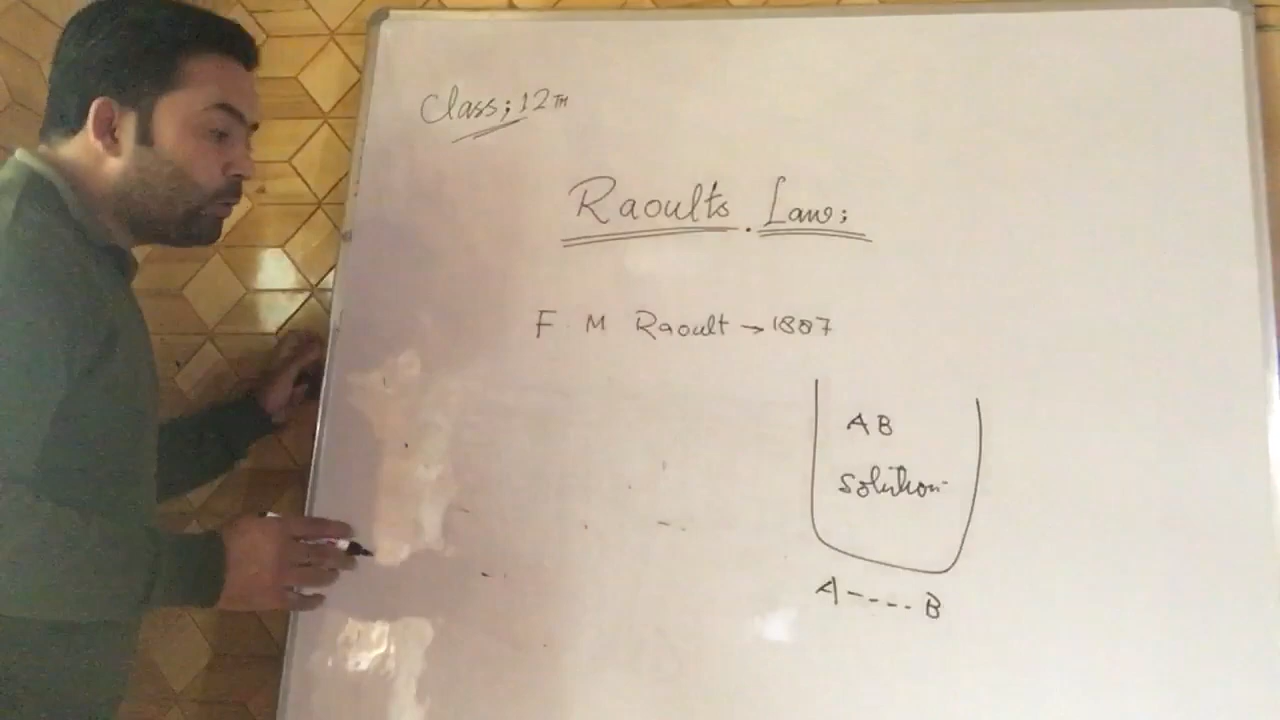 Class; 12TH
Raoults. Law;
F M Raoult → 1887
AB
Solution
A----B